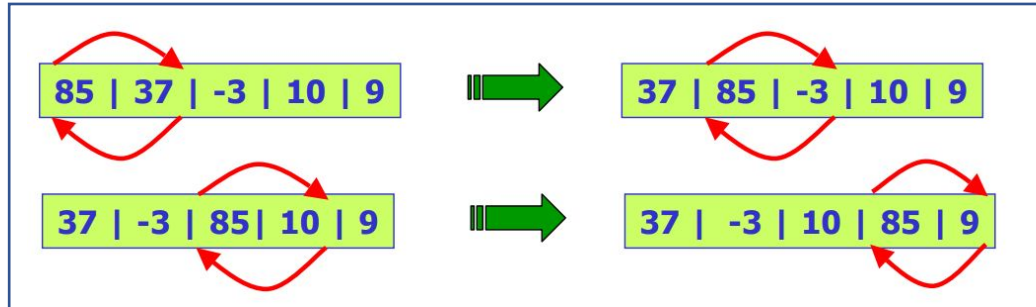 85 | 37 | -3 | 10 | 9
37 | 85 | -3 | 10 | 9
37 | -3 | 85| 10 | 9
37 | -3 | 10 | 85 | 9